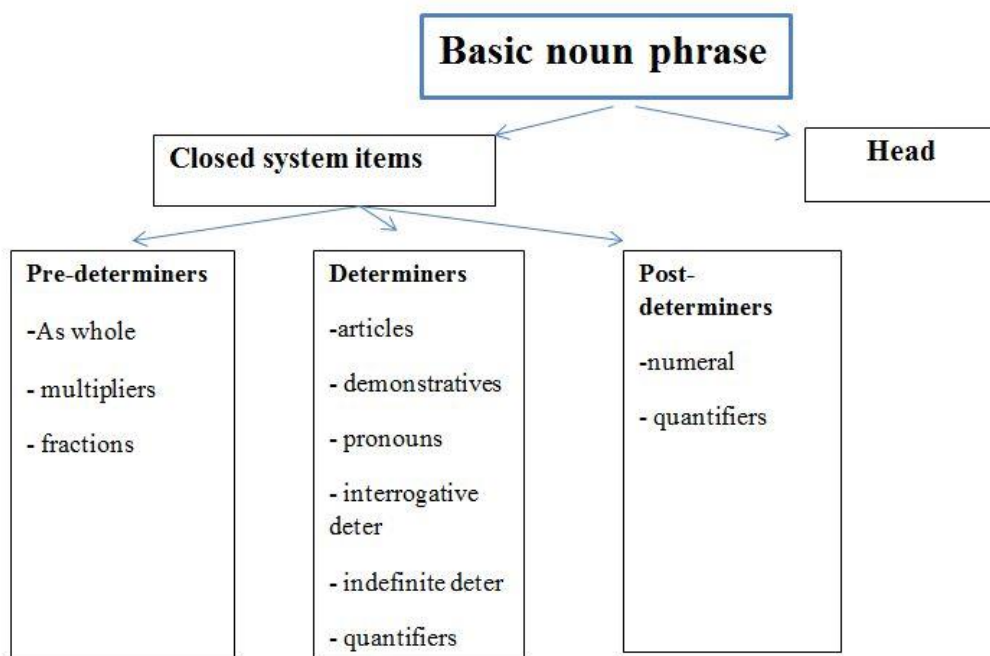 Basic noun phrase
Closed system items
Head
Pre-determiners
-As whole
- multipliers
- fractions
Determiners
-articles
- demonstratives
- pronouns
- interrogative
deter
- indefinite deter
- quantifiers
Post-
determiners
-numeral
- quantifiers